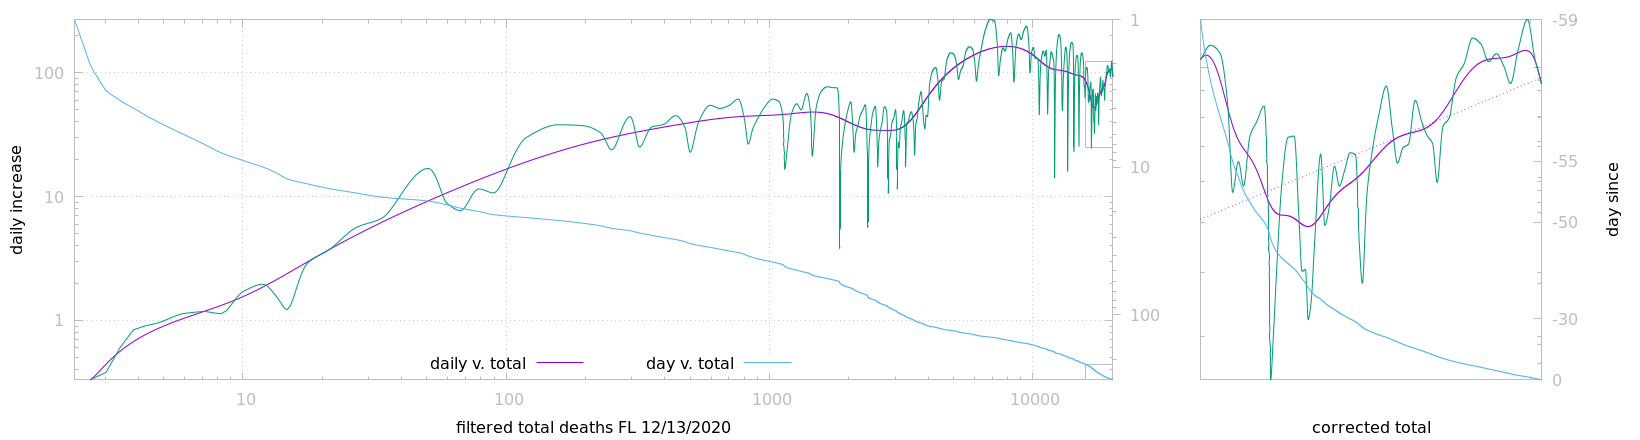 daily increase
100
10
1
daily v. total
day v. total
10
100
1000
10000
filtered total deaths FL 12/13/2020
1
10
100
-59
-55
-50
-30
0
day since
corrected total